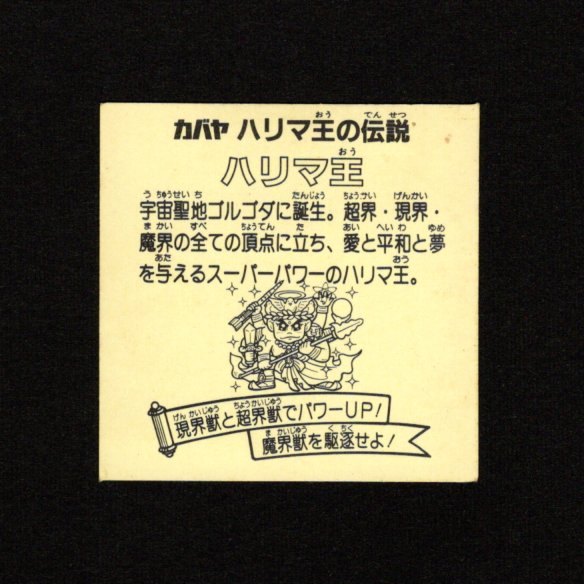 カバヤ ハリマ王の伝説
ハリマ王
宇宙聖地ゴルゴダに誕生。超界・現界・
魔界の全ての頂点に立ち、愛と平和と夢
を与えるスーパーパワーのハリマ王。
現界獣と超界獣でパワーUP!
魔界獣を駆逐せよ!